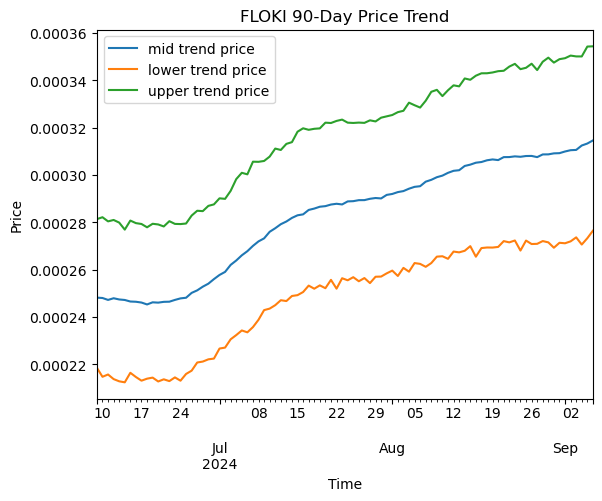 FLOKI 90-Day Price Trend
mid trend price
lower trend price
upper trend price
0.00036
0.00034
0.00032
0.00030
0.00028
0.00026
0.00024
0.00022
Price
10 17 24 08 15 22 29 05 12 19 26 02
Jul Aug Sep
2024
Time